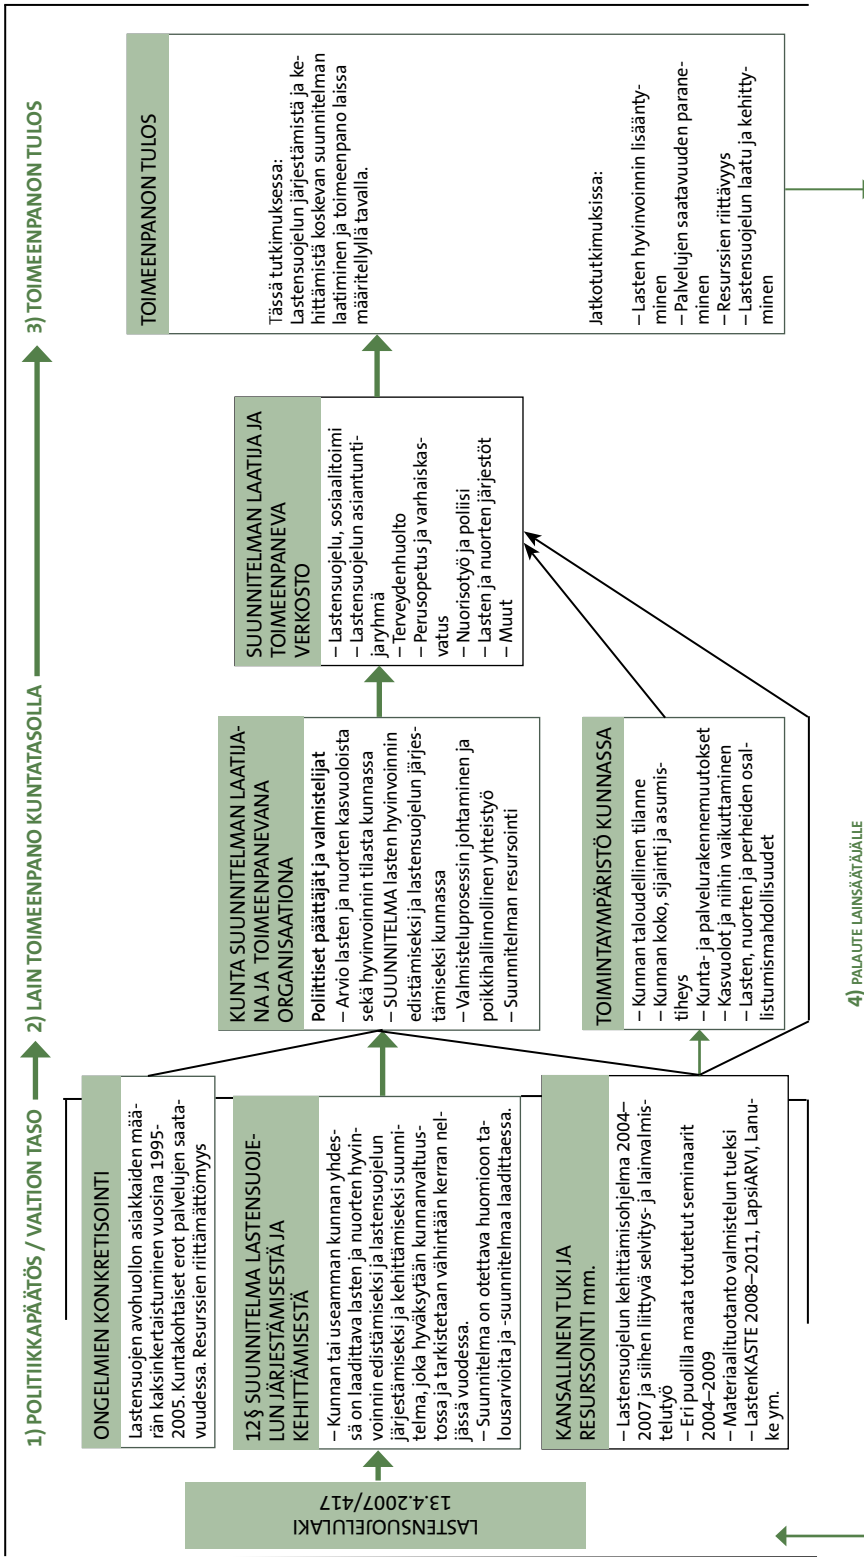 1) POLITIIKKAPÄÄTÖS / VALTION TASO
2) LAIN TOIMEENPANO KUNTATASOLLA
3) TOIMEENPANON TULOS
LASTENSUOJELULAKI
13.4.2007/417
ONGELMIEN KONKRETISOINTI
Lastensuojen avohuollon asiakkaiden mää-
rän kaksinkertaistuminen vuosina 1995-
2005. Kuntakohtaiset erot palvelujen saata-
vuudessa. Resurssien riittämättömyys
12§ SUUNNITELMA LASTENSUOJE-
LUN JÄRJESTÄMISESTÄ JA
KEHITTÄMISESTÄ
– Kunnan tai useamman kunnan yhdes-
sä on laadittava lasten ja nuorten hyvin-
voinnin edistämiseksi ja lastensuojelun
järjestämiseksi ja kehittämiseksi suunni-
telma, joka hyväksytään kunnanvaltuus-
tossa ja tarkistetaan vähintään kerran nel-
jässä vuodessa.
– Suunnitelma on otettava huomioon ta-
lousarvioita ja -suunnitelmaa laadittaessa.
KANSALLINEN TUKI JA
RESURSSOINTI mm.
– Lastensuojelun kehittämisohjelma 2004–
2007 ja siihen liittyvä selvitys- ja lainvalmis-
telutyö
– Eri puolilla maata totutetut seminaarit
2004–2009
– Materiaalituotanto valmistelun tueksi
– LastenKASTE 2008–2011, LapsiARVI, Lanu-
ke ym.
KUNTA SUUNNITELMAN LAATIJA-
NA JA TOIMEENPANEVANA
ORGANISAATIONA
Poliittiset päättäjät ja valmistelijat
– Arvio lasten ja nuorten kasvuoloista
sekä hyvinvoinnin tilasta kunnassa
– SUUNNITELMA lasten hyvinvoinnin
edistämiseksi ja lastensuojelun järjes-
tämiseksi kunnassa
– Valmisteluprosessin johtaminen ja
poikkihallinnollinen yhteistyö
– Suunnitelman resursointi
TOIMINTAYMPÄRISTÖ KUNNASSA
– Kunnan taloudellinen tilanne
– Kunnan koko, sijainti ja asumis-
tiheys
– Kunta- ja palvelurakennemuutokset
– Kasvuolot ja niihin vaikuttaminen
– Lasten, nuorten ja perheiden osal-
listumismahdollisuudet
SUUNNITELMAN LAATIJA JA
TOIMEENPANEVA
VERKOSTO
– Lastensuojelu, sosiaalitoimi
– Lastensuojelun asiantunti-
jaryhmä
– Terveydenhuolto
– Perusopetus ja varhaiskas-
vatus
– Nuorisotyö ja poliisi
– Lasten ja nuorten järjestöt
– Muut
TOIMEENPANON TULOS
Tässä tutkimuksessa:
Lastensuojelun järjestämistä ja ke-
hittämistä koskevan suunnitelman
laatiminen ja toimeenpano laissa
määritellyllä tavalla.
Jatkotutkimuksissa:
– Lasten hyvinvoinnin lisäänty-
minen
– Palvelujen saatavuuden parane-
minen
– Resurssien riittävyys
– Lastensuojelun laatu ja kehitty-
minen
4) PALAUTE LAINSÄÄTÄJÄLLE